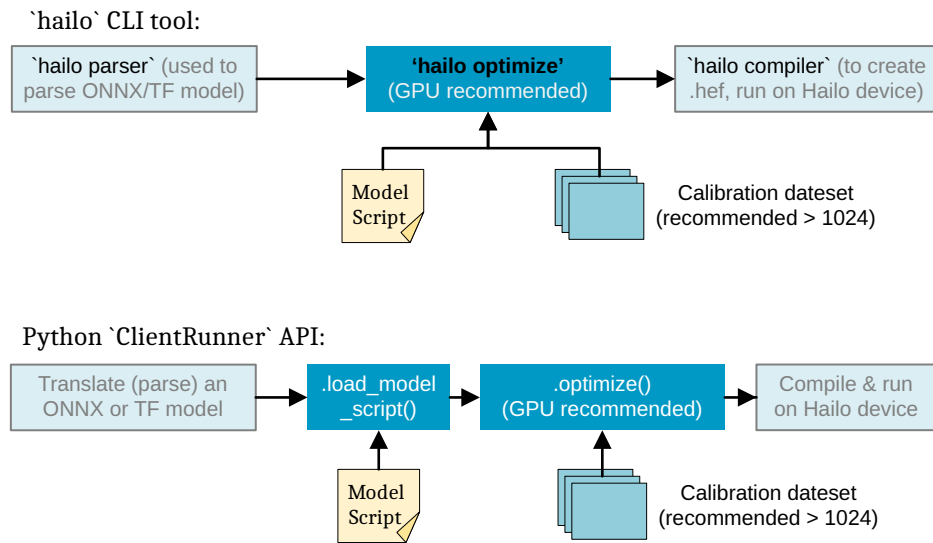 `hailo` CLI tool:
`hailo parser` (used to
parse ONNX/TF model)
‘hailo optimize’
(GPU recommended)
`hailo compiler` (to create
.hef, run on Hailo device)
Model
Script
Calibration dateset
(recommended > 1024)
Python `ClientRunner` API:
Translate (parse) an
ONNX or TF model
.load_model
_script()
.optimize()
(GPU recommended)
Compile & run
on Hailo device
Model
Script
Calibration dateset
(recommended > 1024)